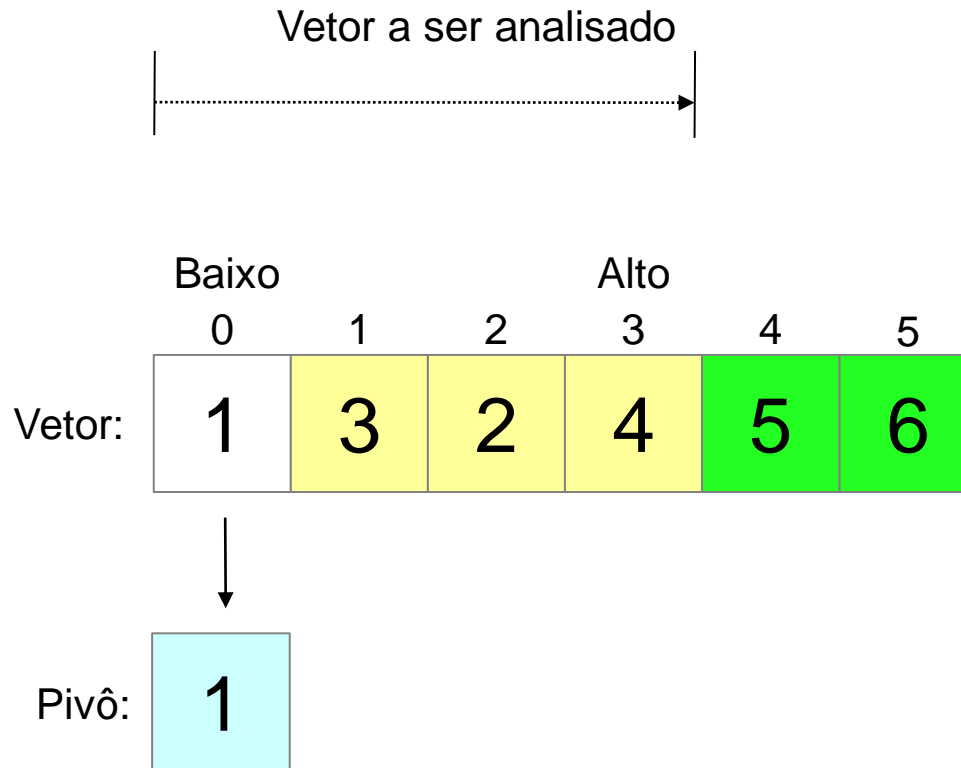 Vetor a ser analisado
Baixo Alto
0 1 2 3 4 5
Vetor: 1 3 2 4 5 6
Pivô: 1